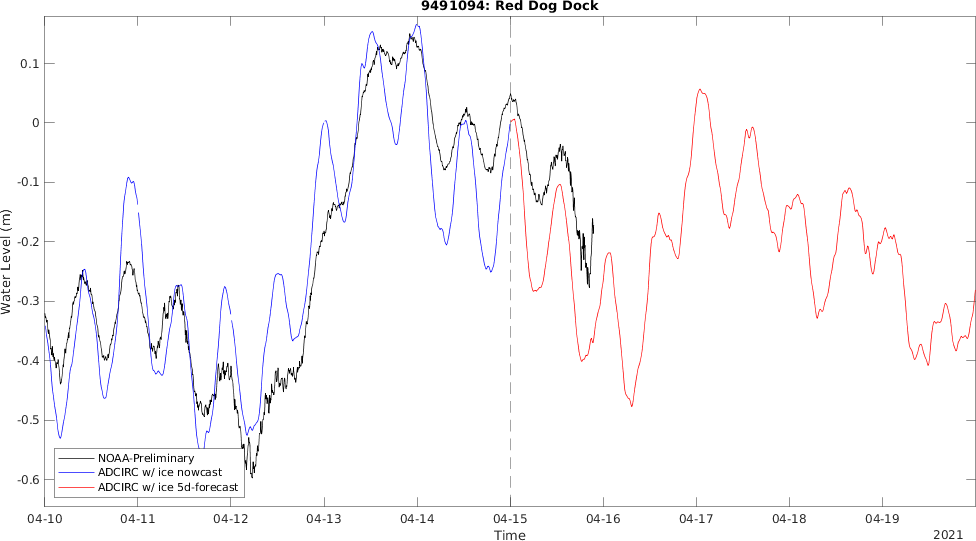 9491094: Red Dog Dock
0.1
0
-0.1
-0.2
-0.3
-0.4
-0.5
-0.6
Water Level (m)
NOAA-Preliminary
ADCIRC w/ ice nowcast
ADCIRC w/ ice 5d-forecast
04-10 04-11 04-12 04-13 04-14 04-15 04-16 04-17 04-18 04-19
Time
2021